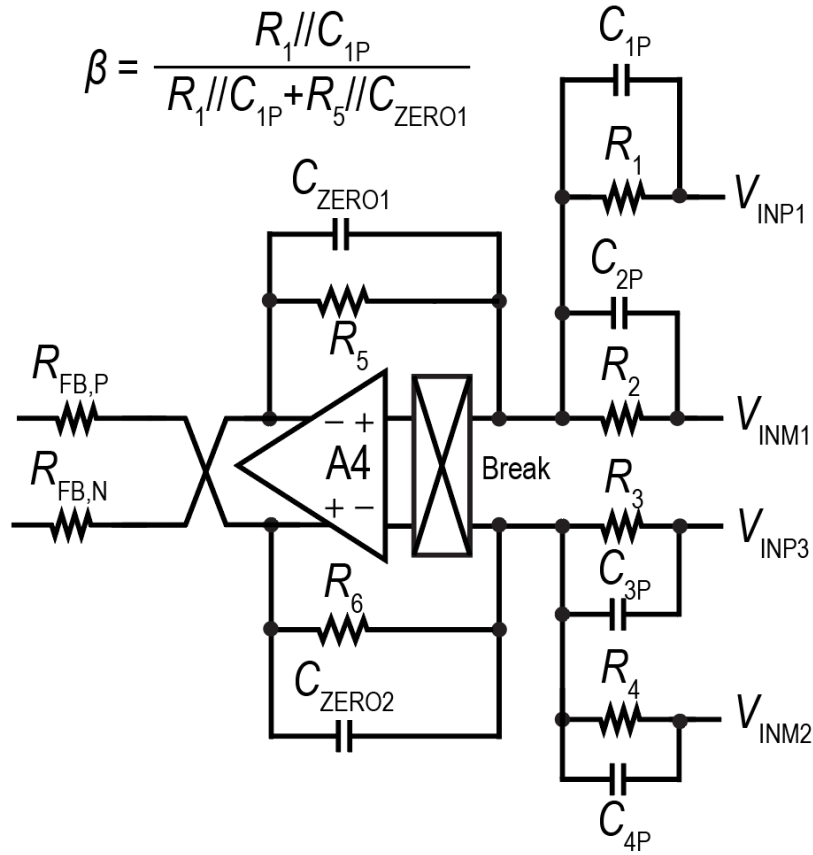 β = R1//C1P / R1//C1P+R5//CZERO1
C1P
R1
VINP1
CZERO1
C2P
R5
R2
RFB,P
VINM1
− +
A4
Break
+ −
RFB,N
R3
VINP3
C3P
R6
R4
CZERO2
VINM2
C4P